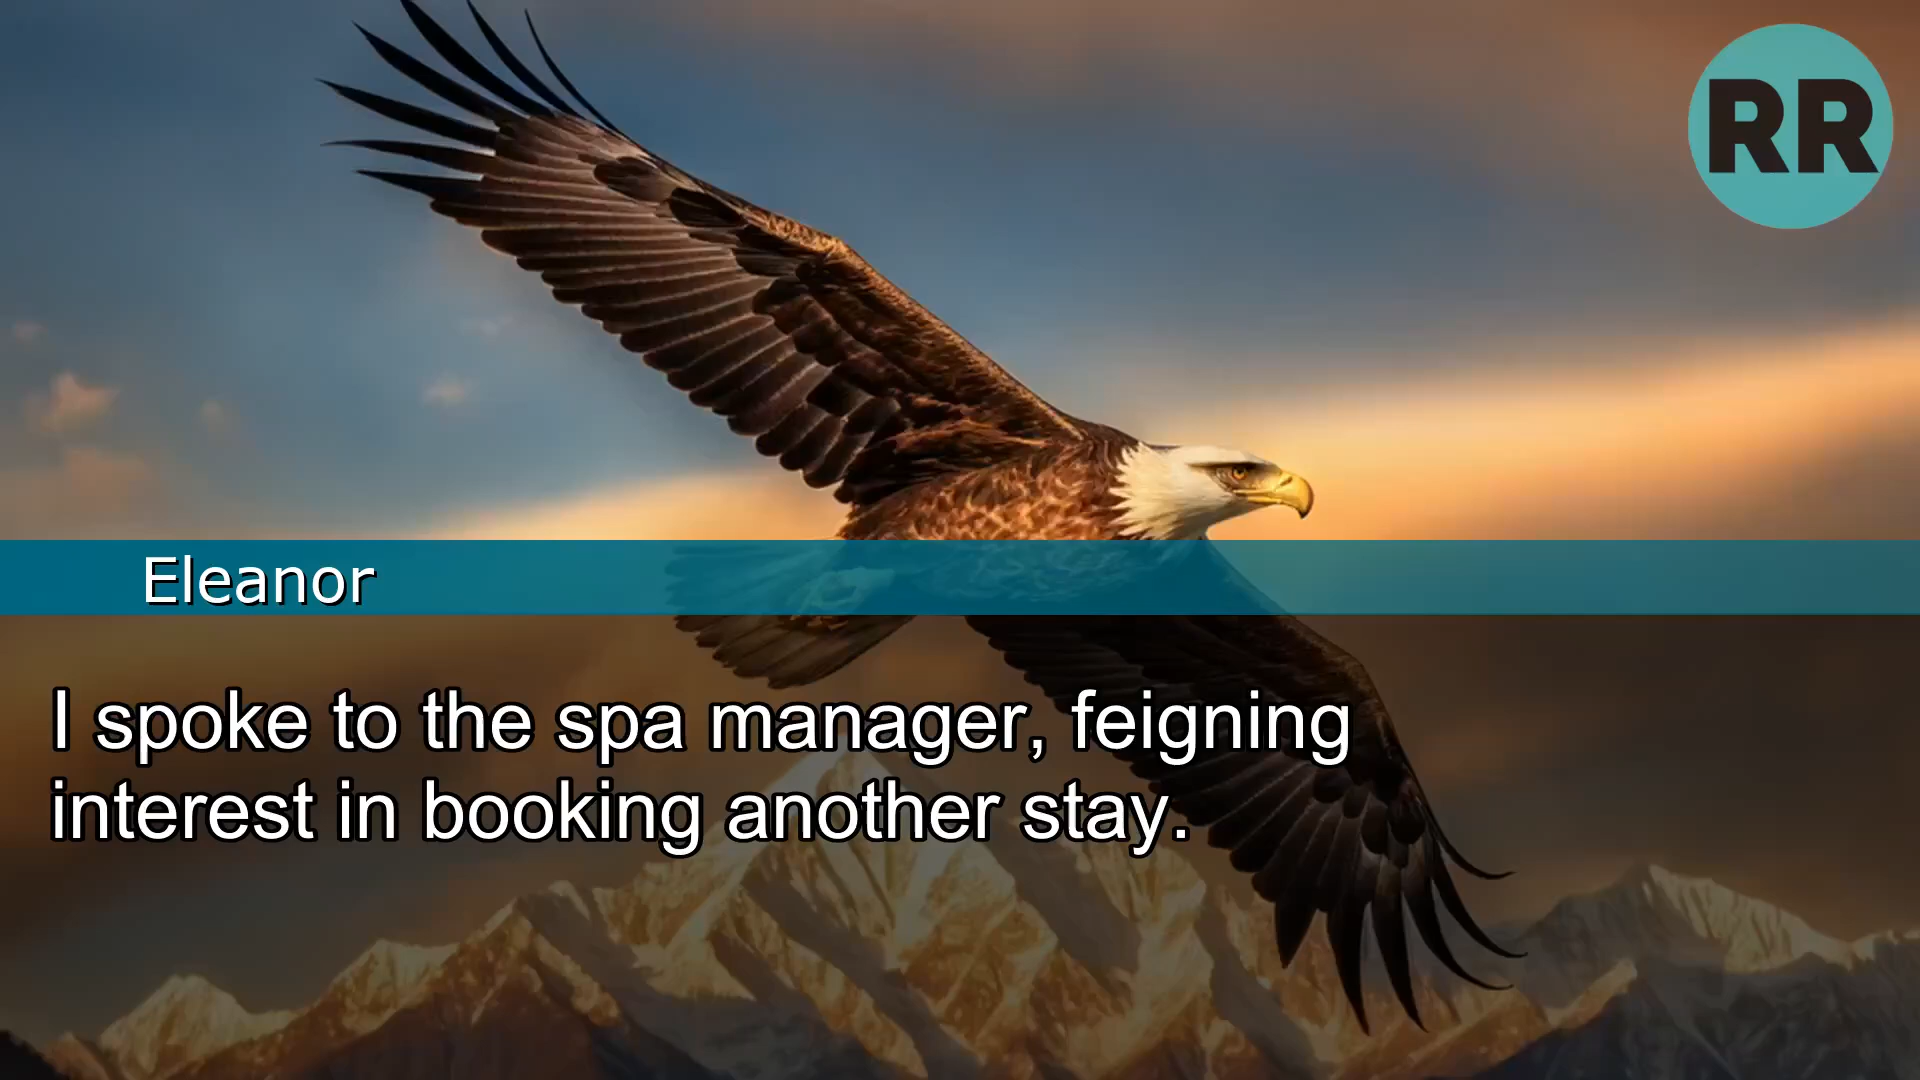 RR
Eleanor
I spoke to the spa manager, feigning
interest in booking another stay.